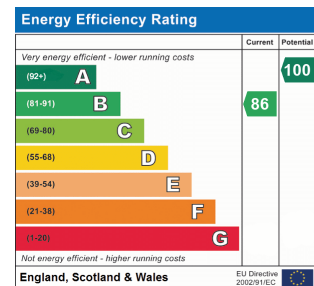 Energy Efficiency Rating
Current Potential
Very energy efficient - lower running costs
(92+) A 100
(81-91) B 86
(69-80) C
(55-68) D
(39-54) E
(21-38) F
(1-20) G
Not energy efficient - higher running costs
England, Scotland & Wales
EU Directive
2002/91/EC